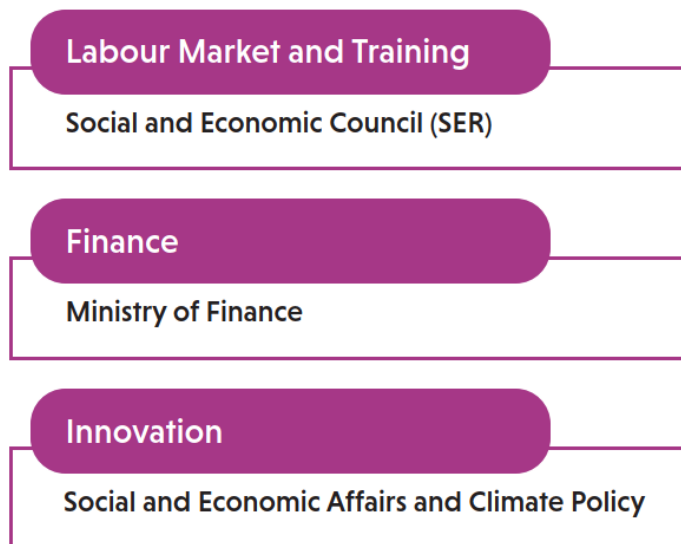 Labour Market and Training
Social and Economic Council (SER)
Finance
Ministry of Finance
Innovation
Social and Economic Affairs and Climate Policy